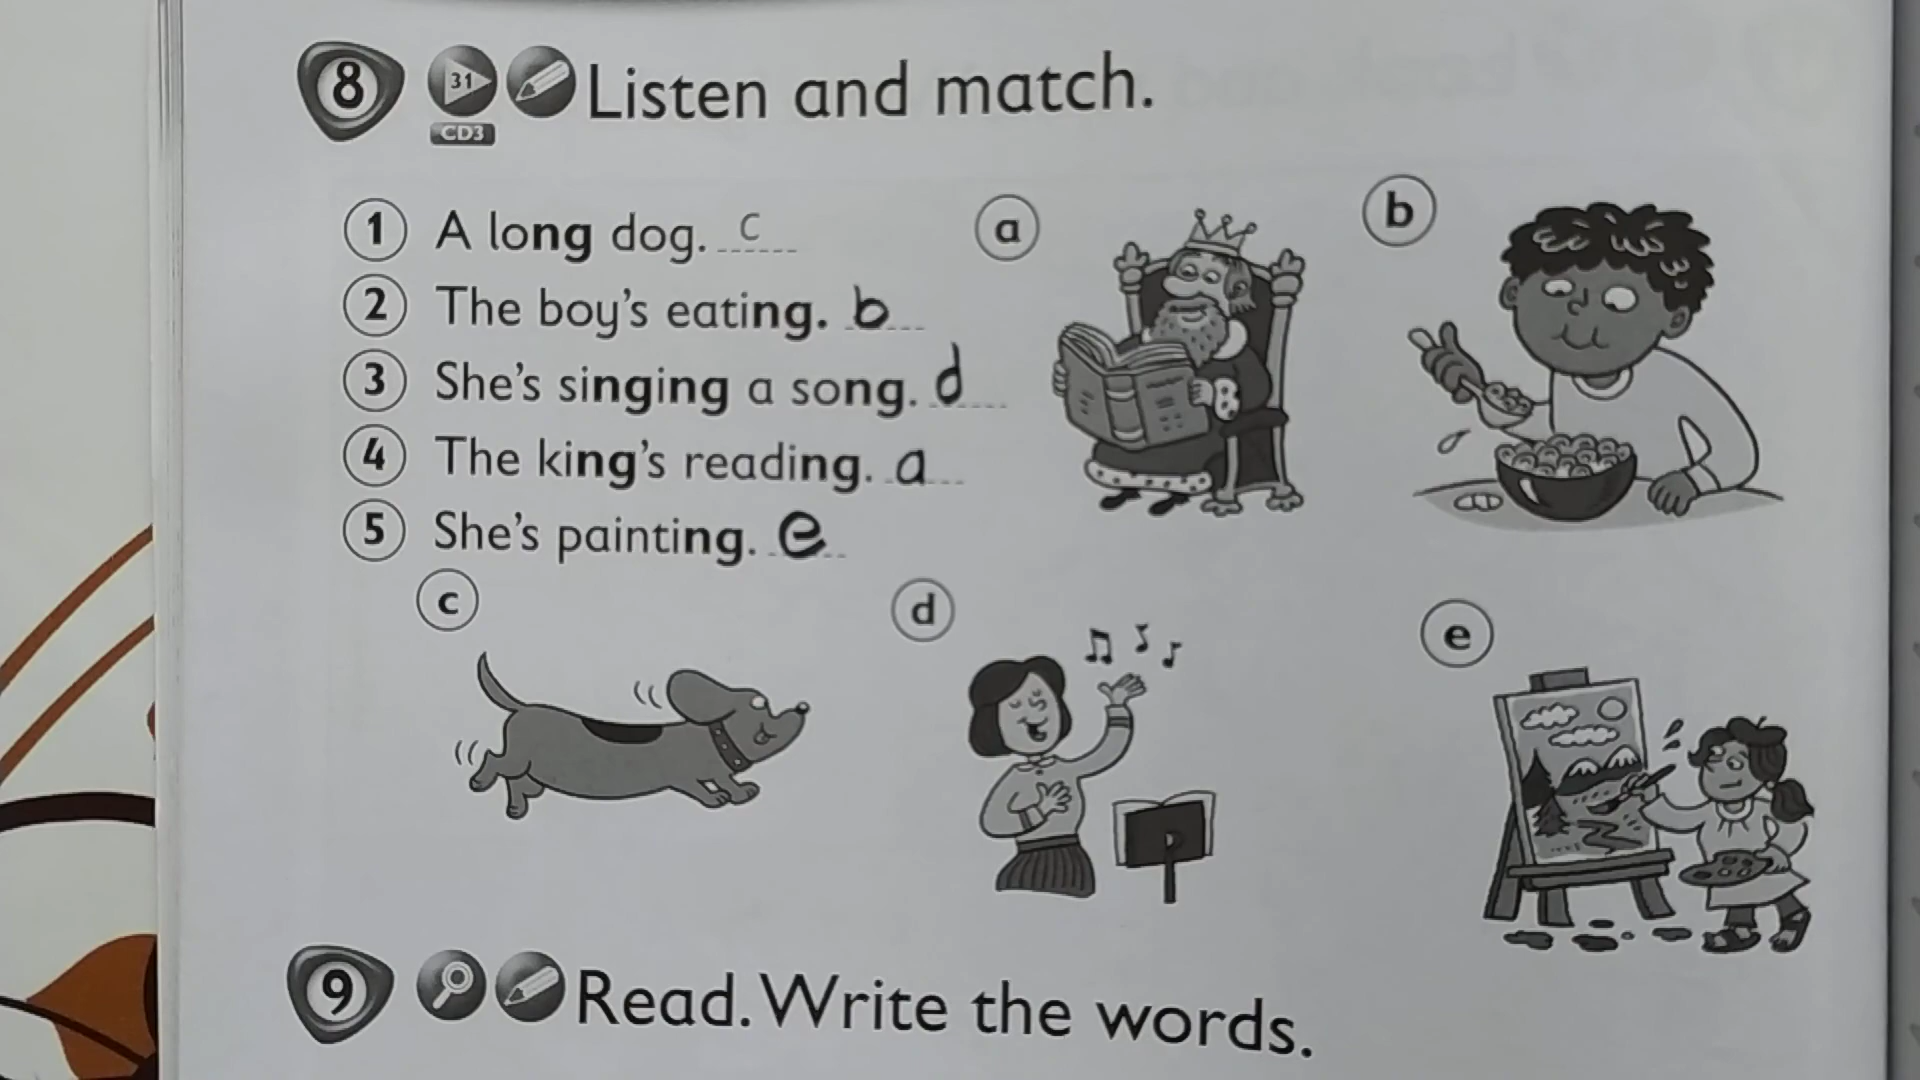 8 31 CD3 Listen and match.
1 A long dog. c
2 The boy's eating. b
3 She's singing a song. d
4 The king's reading. a
5 She's painting. e
a
b
c
d
e
9 Read. Write the words.